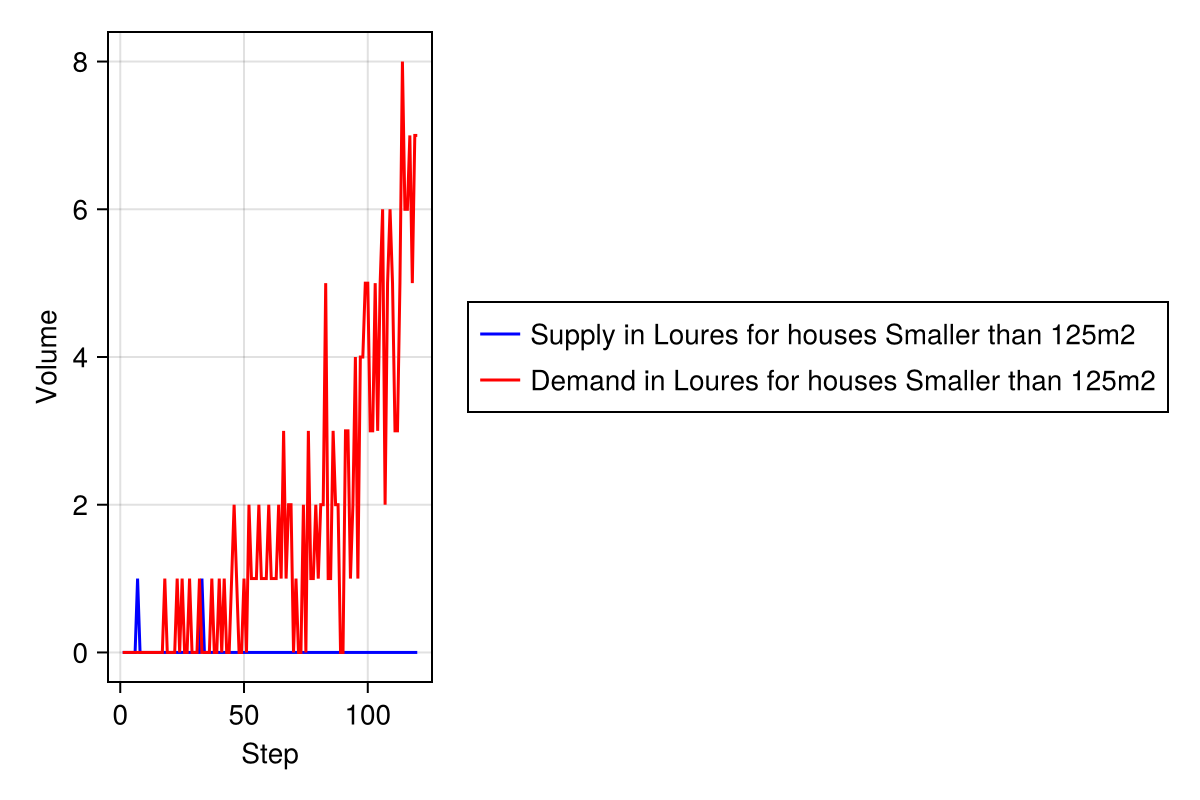 8
6
4
2
0
Volume
0 50 100
Step
Supply in Loures for houses Smaller than 125m2
Demand in Loures for houses Smaller than 125m2